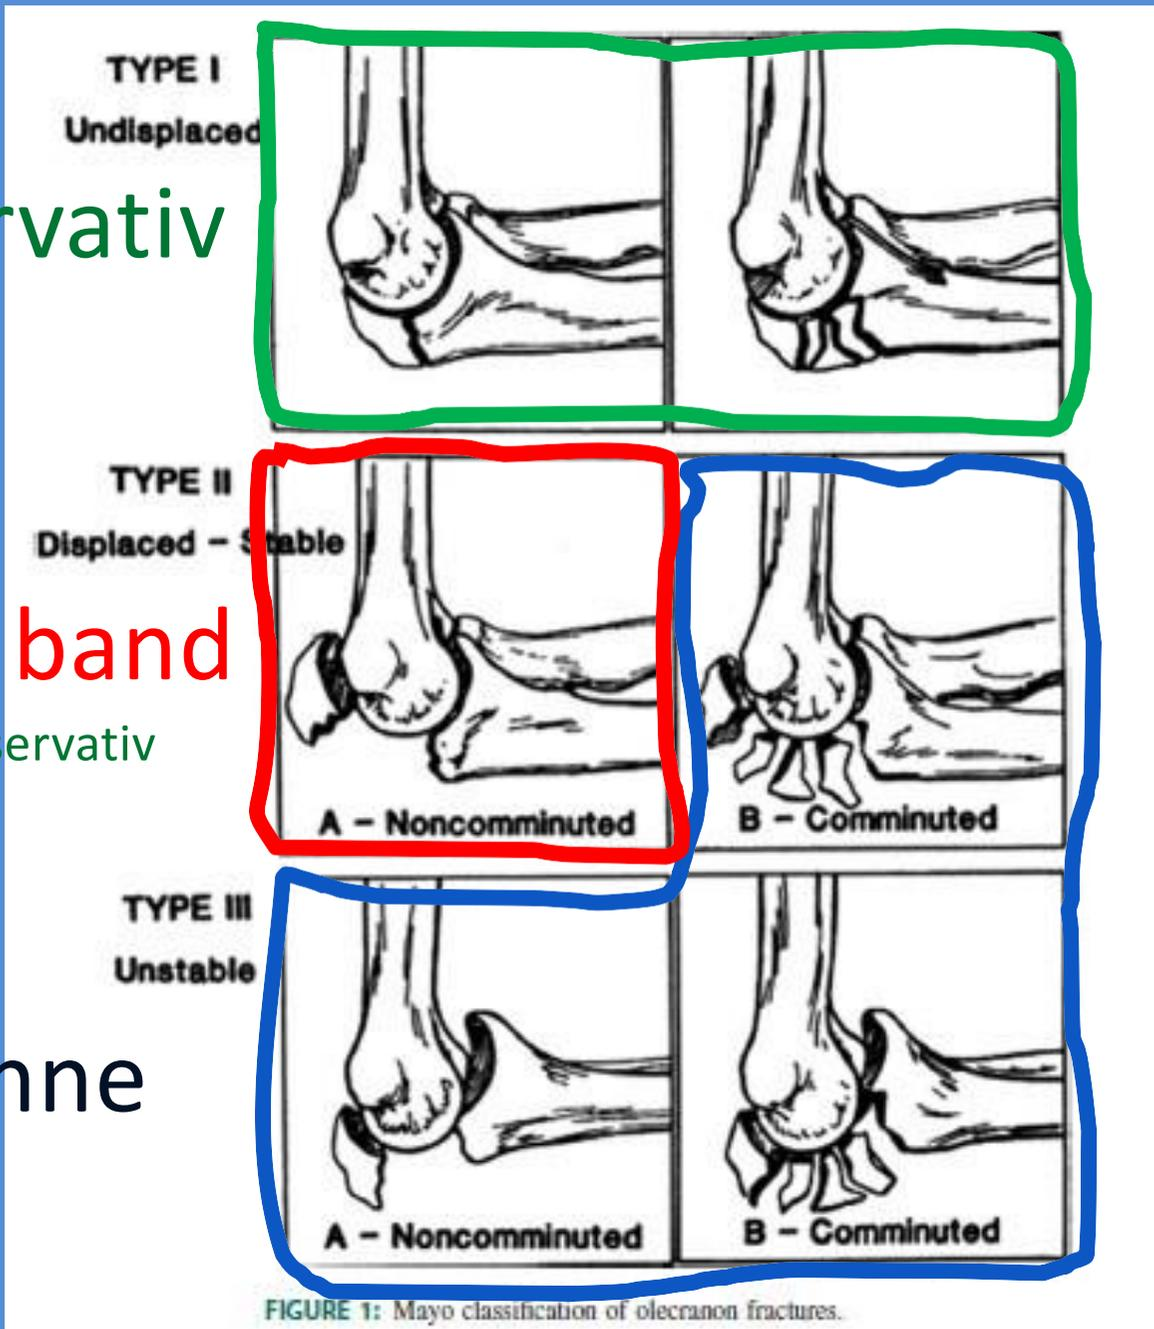 TYPE I
Undisplaced
rvativ
TYPE II
Displaced - Stable
band
servativ
A - Noncomminuted
B - Comminuted
TYPE III
Unstable
nne
A - Noncomminuted
B - Comminuted
FIGURE 1: Mayo classification of olecranon fractures.